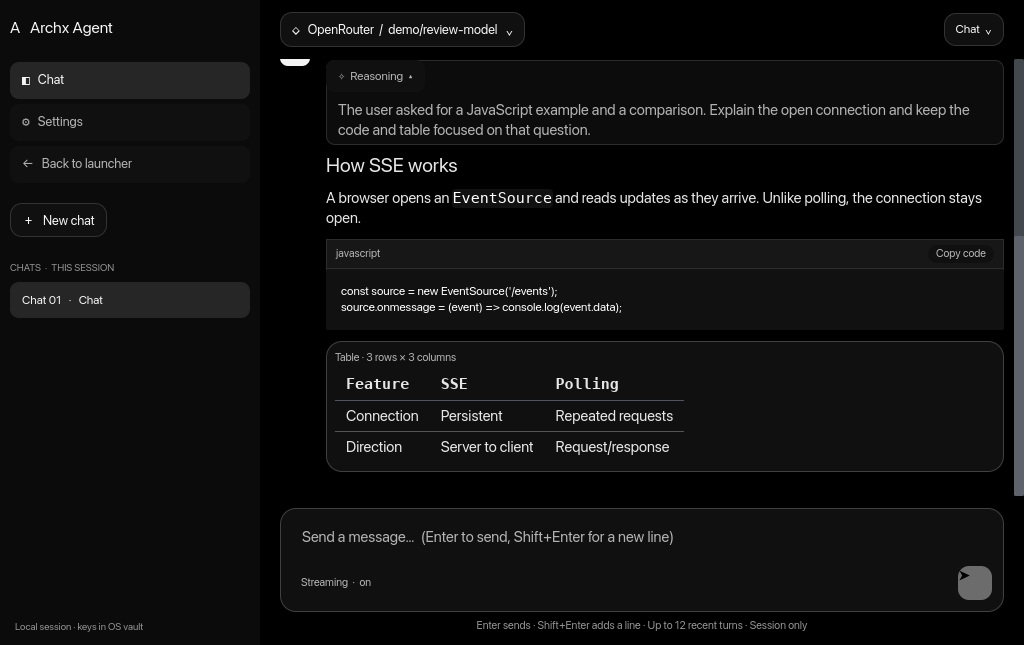 A Archx Agent
Chat
Settings
← Back to launcher
+ New chat
CHATS · THIS SESSION
Chat 01 · Chat
Local session · keys in OS vault
OpenRouter / demo/review-model
Chat
Reasoning
The user asked for a JavaScript example and a comparison. Explain the open connection and keep the
code and table focused on that question.
How SSE works
A browser opens an EventSource and reads updates as they arrive. Unlike polling, the connection stays
open.
javascript Copy code
const source = new EventSource('/events');
source.onmessage = (event) => console.log(event.data);
Table · 3 rows × 3 columns
Feature SSE Polling
Connection Persistent Repeated requests
Direction Server to client Request/response
Send a message... (Enter to send, Shift+Enter for a new line)
Streaming · on
Enter sends · Shift+Enter adds a line · Up to 12 recent turns · Session only